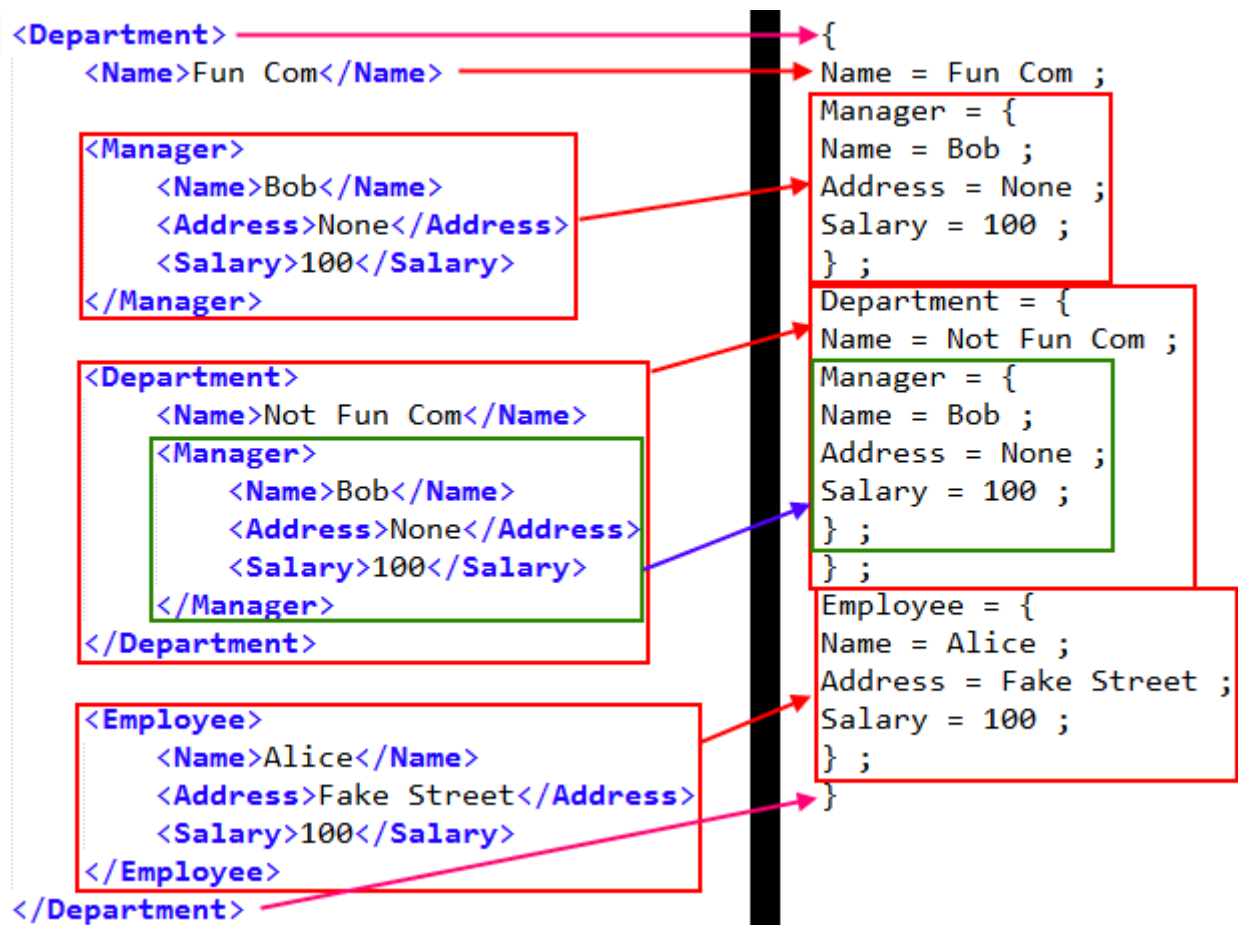 <Department>
<Name>Fun Com</Name>
<Manager>
<Name>Bob</Name>
<Address>None</Address>
<Salary>100</Salary>
</Manager>
<Department>
<Name>Not Fun Com</Name>
<Manager>
<Name>Bob</Name>
<Address>None</Address>
<Salary>100</Salary>
</Manager>
</Department>
<Employee>
<Name>Alice</Name>
<Address>Fake Street</Address>
<Salary>100</Salary>
</Employee>
</Department>
{
Name = Fun Com ;
Manager = {
Name = Bob ;
Address = None ;
Salary = 100 ;
} ;
Department = {
Name = Not Fun Com ;
Manager = {
Name = Bob ;
Address = None ;
Salary = 100 ;
} ;
} ;
Employee = {
Name = Alice ;
Address = Fake Street ;
Salary = 100 ;
} ;
}